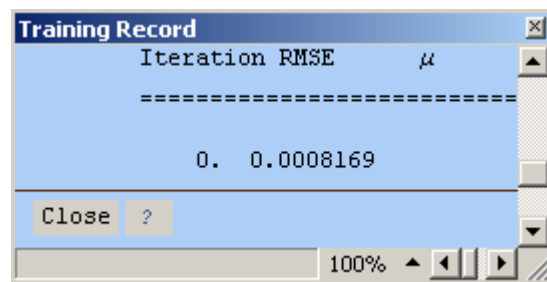 Training Record
Iteration RMSE μ
===========================
0. 0.0008169
Close ?
100%